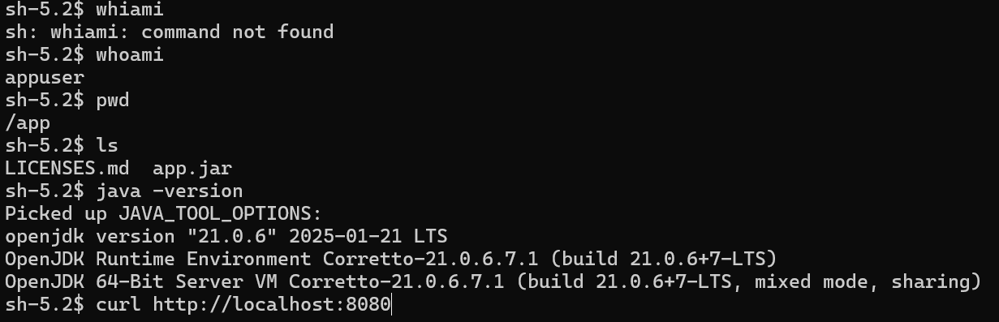 sh-5.2$ whiami
sh: whiami: command not found
sh-5.2$ whoami
appuser
sh-5.2$ pwd
/app
sh-5.2$ ls
LICENSES.md  app.jar
sh-5.2$ java -version
Picked up JAVA_TOOL_OPTIONS:
openjdk version "21.0.6" 2025-01-21 LTS
OpenJDK Runtime Environment Corretto-21.0.6.7.1 (build 21.0.6+7-LTS)
OpenJDK 64-Bit Server VM Corretto-21.0.6.7.1 (build 21.0.6+7-LTS, mixed mode, sharing)
sh-5.2$ curl http://localhost:8080